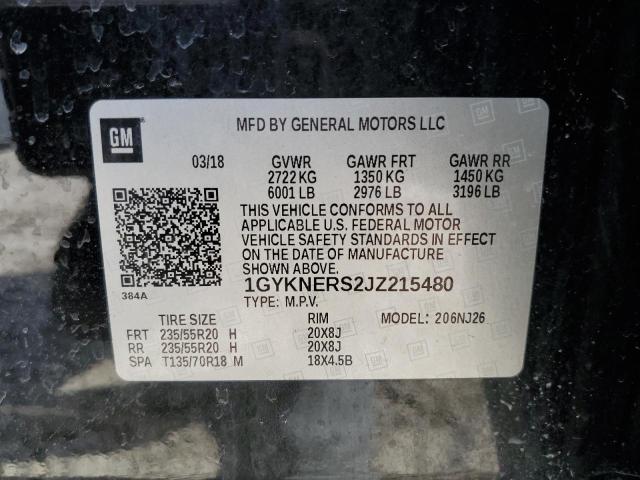 GM
MFD BY GENERAL MOTORS LLC
03/18 GVWR GAWR FRT GAWR RR
2722 KG 1350 KG 1450 KG
6001 LB 2976 LB 3196 LB
THIS VEHICLE CONFORMS TO ALL
APPLICABLE U.S. FEDERAL MOTOR
VEHICLE SAFETY STANDARDS IN EFFECT
ON THE DATE OF MANUFACTURE
SHOWN ABOVE.
384A
1GYKNERS2JZ215480
TYPE: M.P.V.
TIRE SIZE RIM MODEL: 206NJ26
FRT 235/55R20 H 20X8J
RR 235/55R20 H 20X8J
SPA T135/70R18 M 18X4.5B